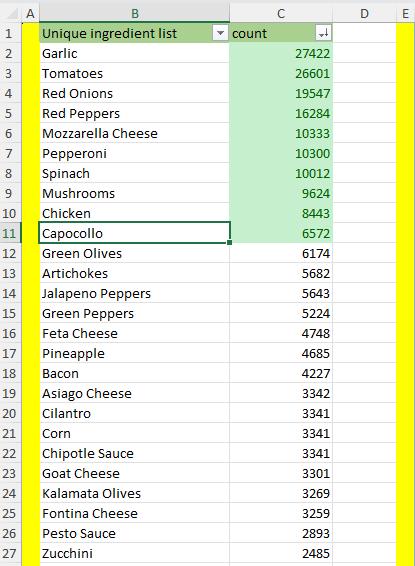 A B C D E
1 Unique ingredient list count
2 Garlic 27422
3 Tomatoes 26601
4 Red Onions 19547
5 Red Peppers 16284
6 Mozzarella Cheese 10333
7 Pepperoni 10300
8 Spinach 10012
9 Mushrooms 9624
10 Chicken 8443
11 Capocollo 6572
12 Green Olives 6174
13 Artichokes 5682
14 Jalapeno Peppers 5643
15 Green Peppers 5224
16 Feta Cheese 4748
17 Pineapple 4685
18 Bacon 4227
19 Asiago Cheese 3342
20 Cilantro 3341
21 Corn 3341
22 Chipotle Sauce 3341
23 Goat Cheese 3301
24 Kalamata Olives 3269
25 Fontina Cheese 3259
26 Pesto Sauce 2893
27 Zucchini 2485